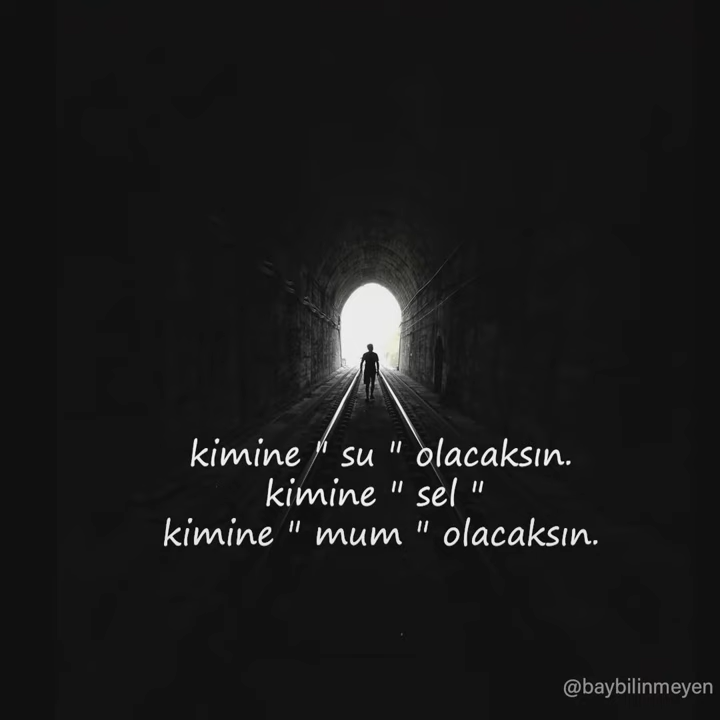 kimine " su " olacaksın.
kimine " sel "
kimine " mum " olacaksın.
@baybilinmeyen